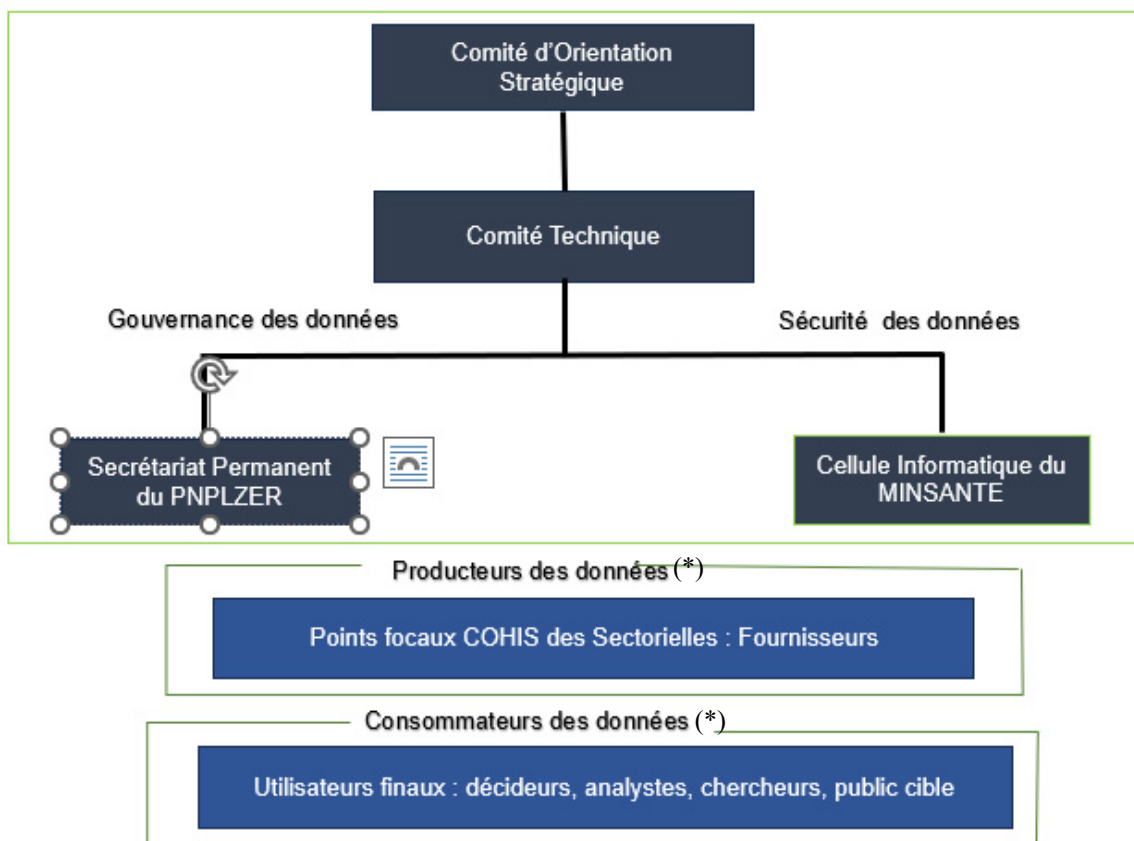 Comité d'Orientation
Stratégique
Comité Technique
Gouvernance des données
Sécurité des données
Secrétariat Permanent
du PNPLZER
Cellule Informatique du
MINSANTE
Producteurs des données (*)
Points focaux COHIS des Sectorielles : Fournisseurs
Consommateurs des données (*)
Utilisateurs finaux : décideurs, analystes, chercheurs, public cible